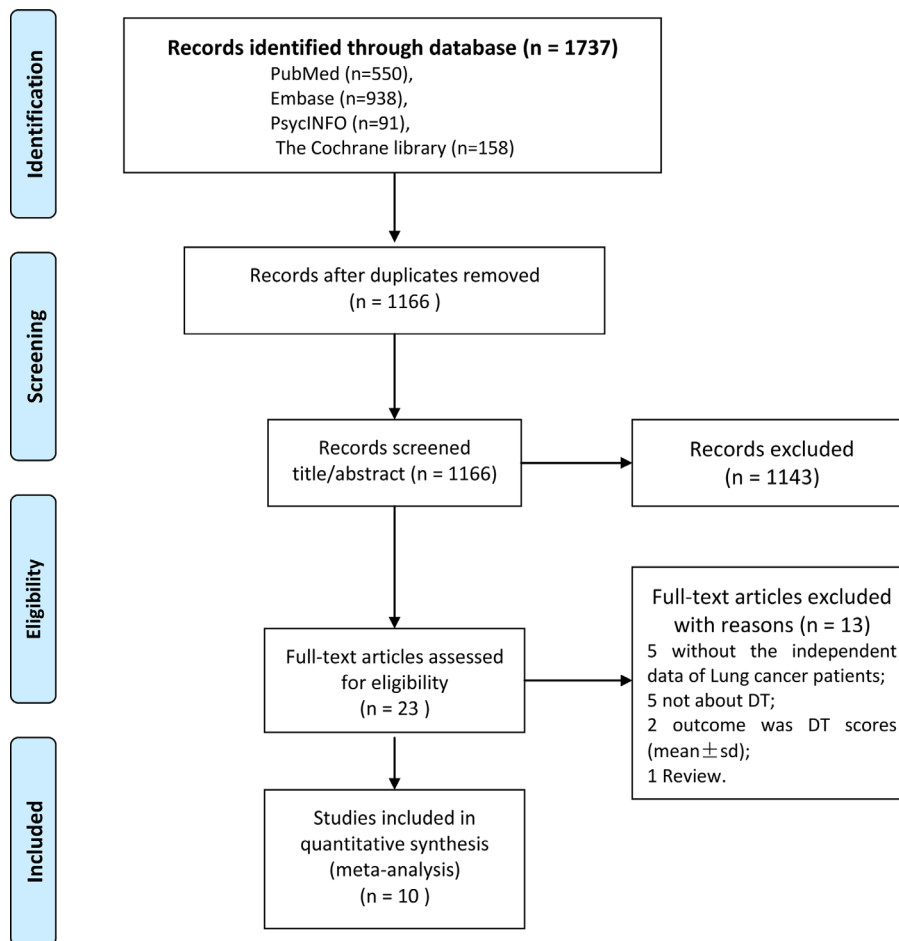 Identification
Records identified through database (n = 1737)
PubMed (n=550),
Embase (n=938),
PsycINFO (n=91),
The Cochrane library (n=158)
Screening
Records after duplicates removed
(n = 1166 )
Records screened
title/abstract (n = 1166)
Records excluded
(n = 1143)
Eligibility
Full-text articles assessed
for eligibility
(n = 23 )
Full-text articles excluded
with reasons (n = 13)
5 without the independent
data of Lung cancer patients;
5 not about DT;
2 outcome was DT scores
(mean±sd);
1 Review.
Included
Studies included in
quantitative synthesis
(meta-analysis)
(n = 10 )